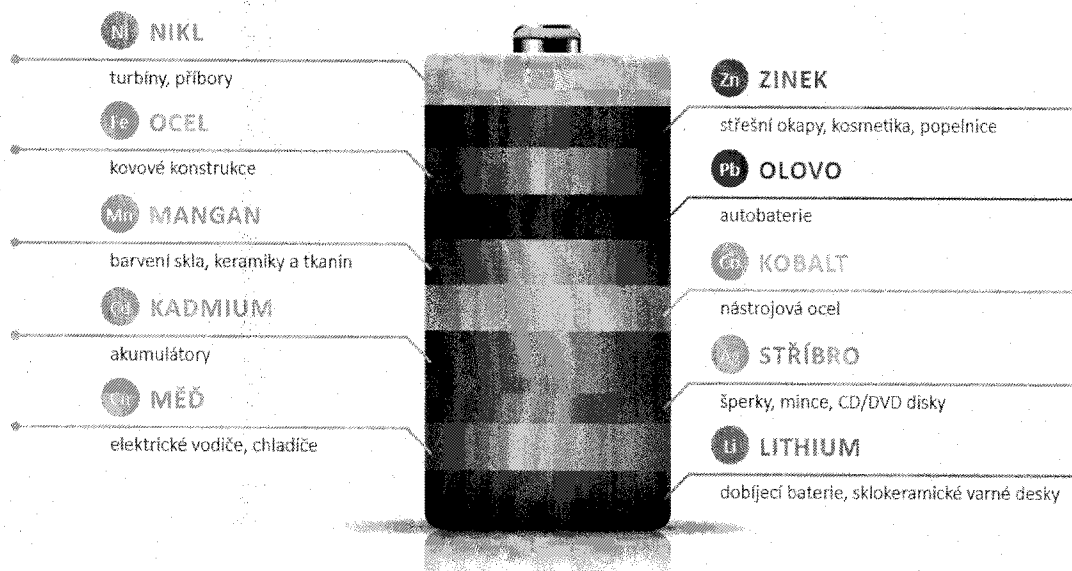 Ni NIKL
turbíny, příbory
Fe OCEL
kovové konstrukce
Mn MANGAN
barvení skla, keramiky a tkanin
Cd KADMIUM
akumulátory
Cu MĚĎ
elektrické vodiče, chladiče
Zn ZINEK
střešní okapy, kosmetika, popelnice
Pb OLOVO
autobaterie
Co KOBALT
nástrojová ocel
Ag STŘÍBRO
šperky, mince, CD/DVD disky
Li LITHIUM
dobíjecí baterie, sklokeramické varné desky